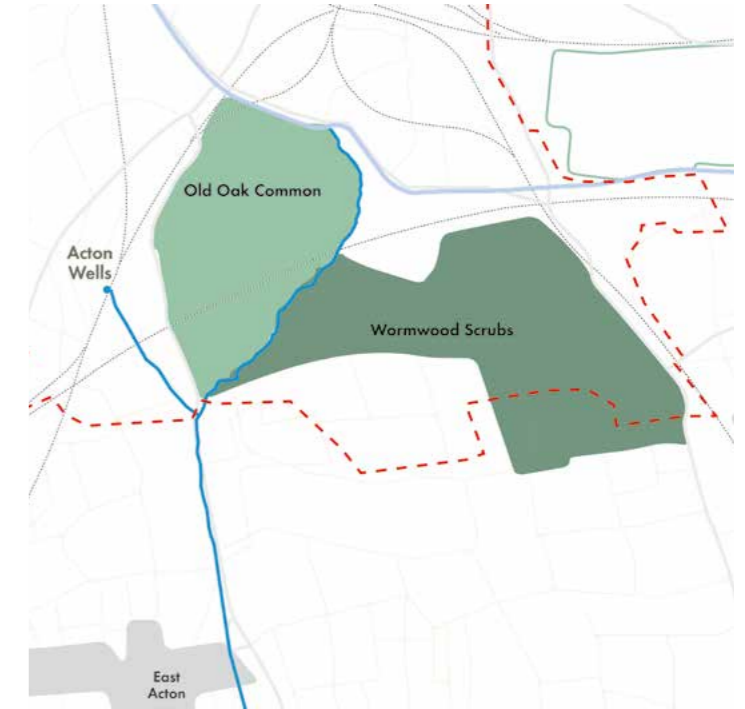 Old Oak Common
Acton
Wells
Wormwood Scrubs
East
Acton